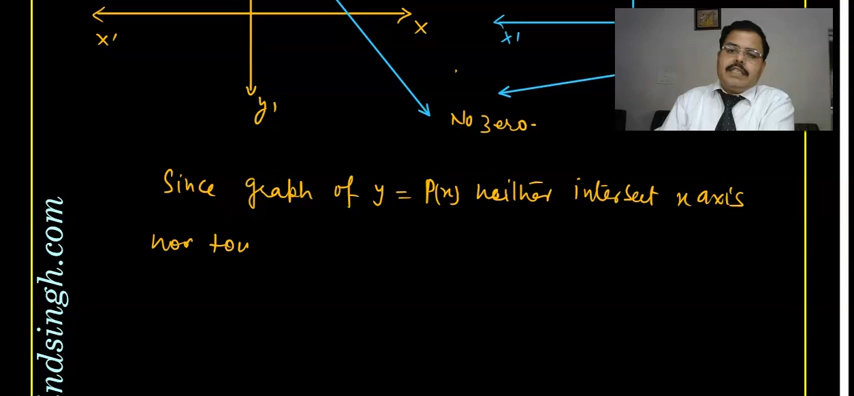 X' X X'
y'
No zero.
Since graph of y = P(x) neither intersect x axis
nor tou
ndsingh.com